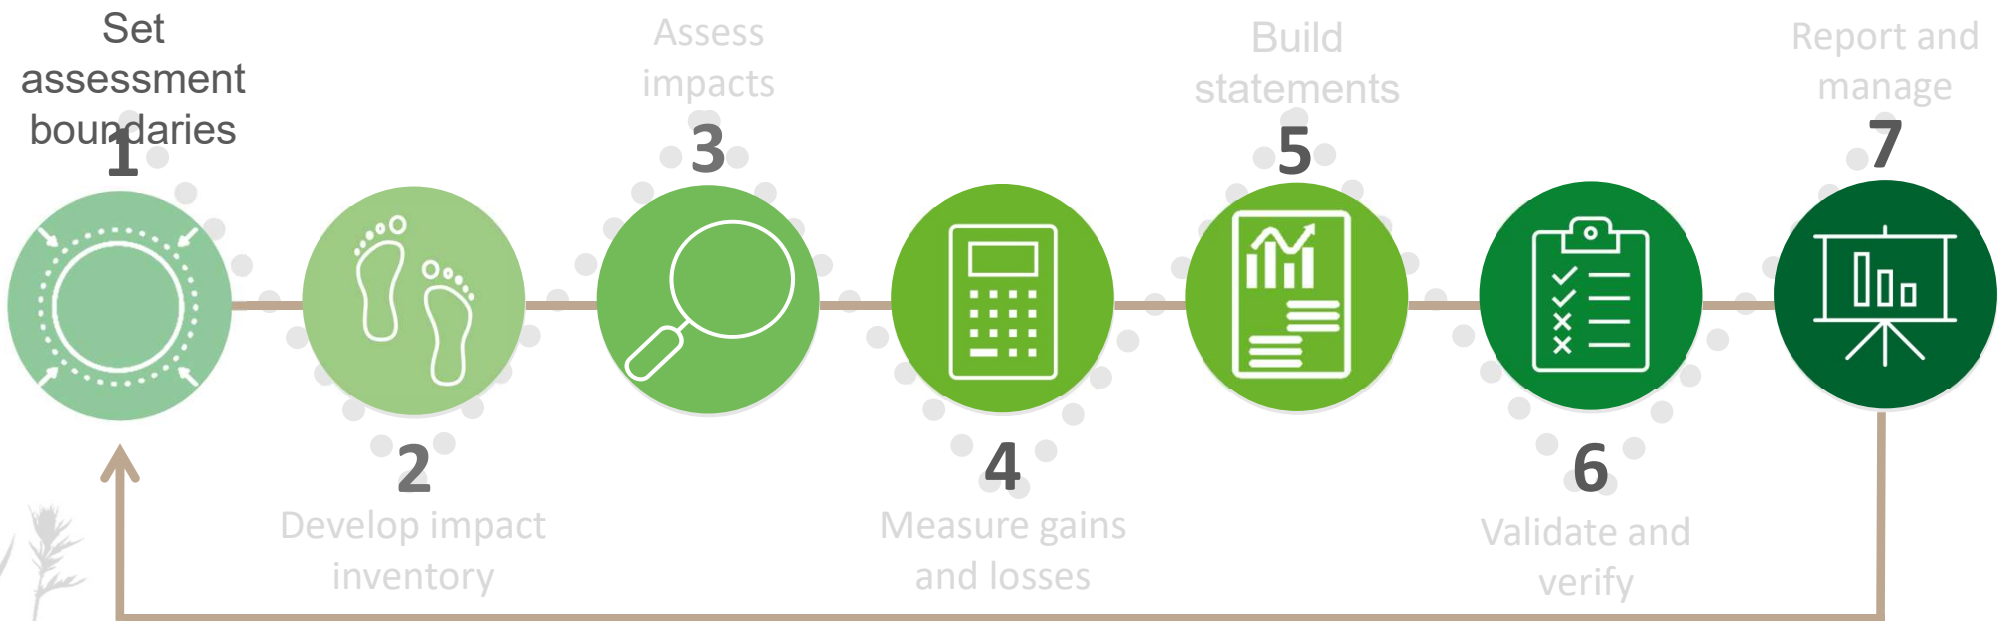 Set
assessment
boundaries
1
2
Develop impact
inventory
Assess
impacts
3
4
Measure gains
and losses
Build
statements
5
6
Validate and
verify
Report and
manage
7